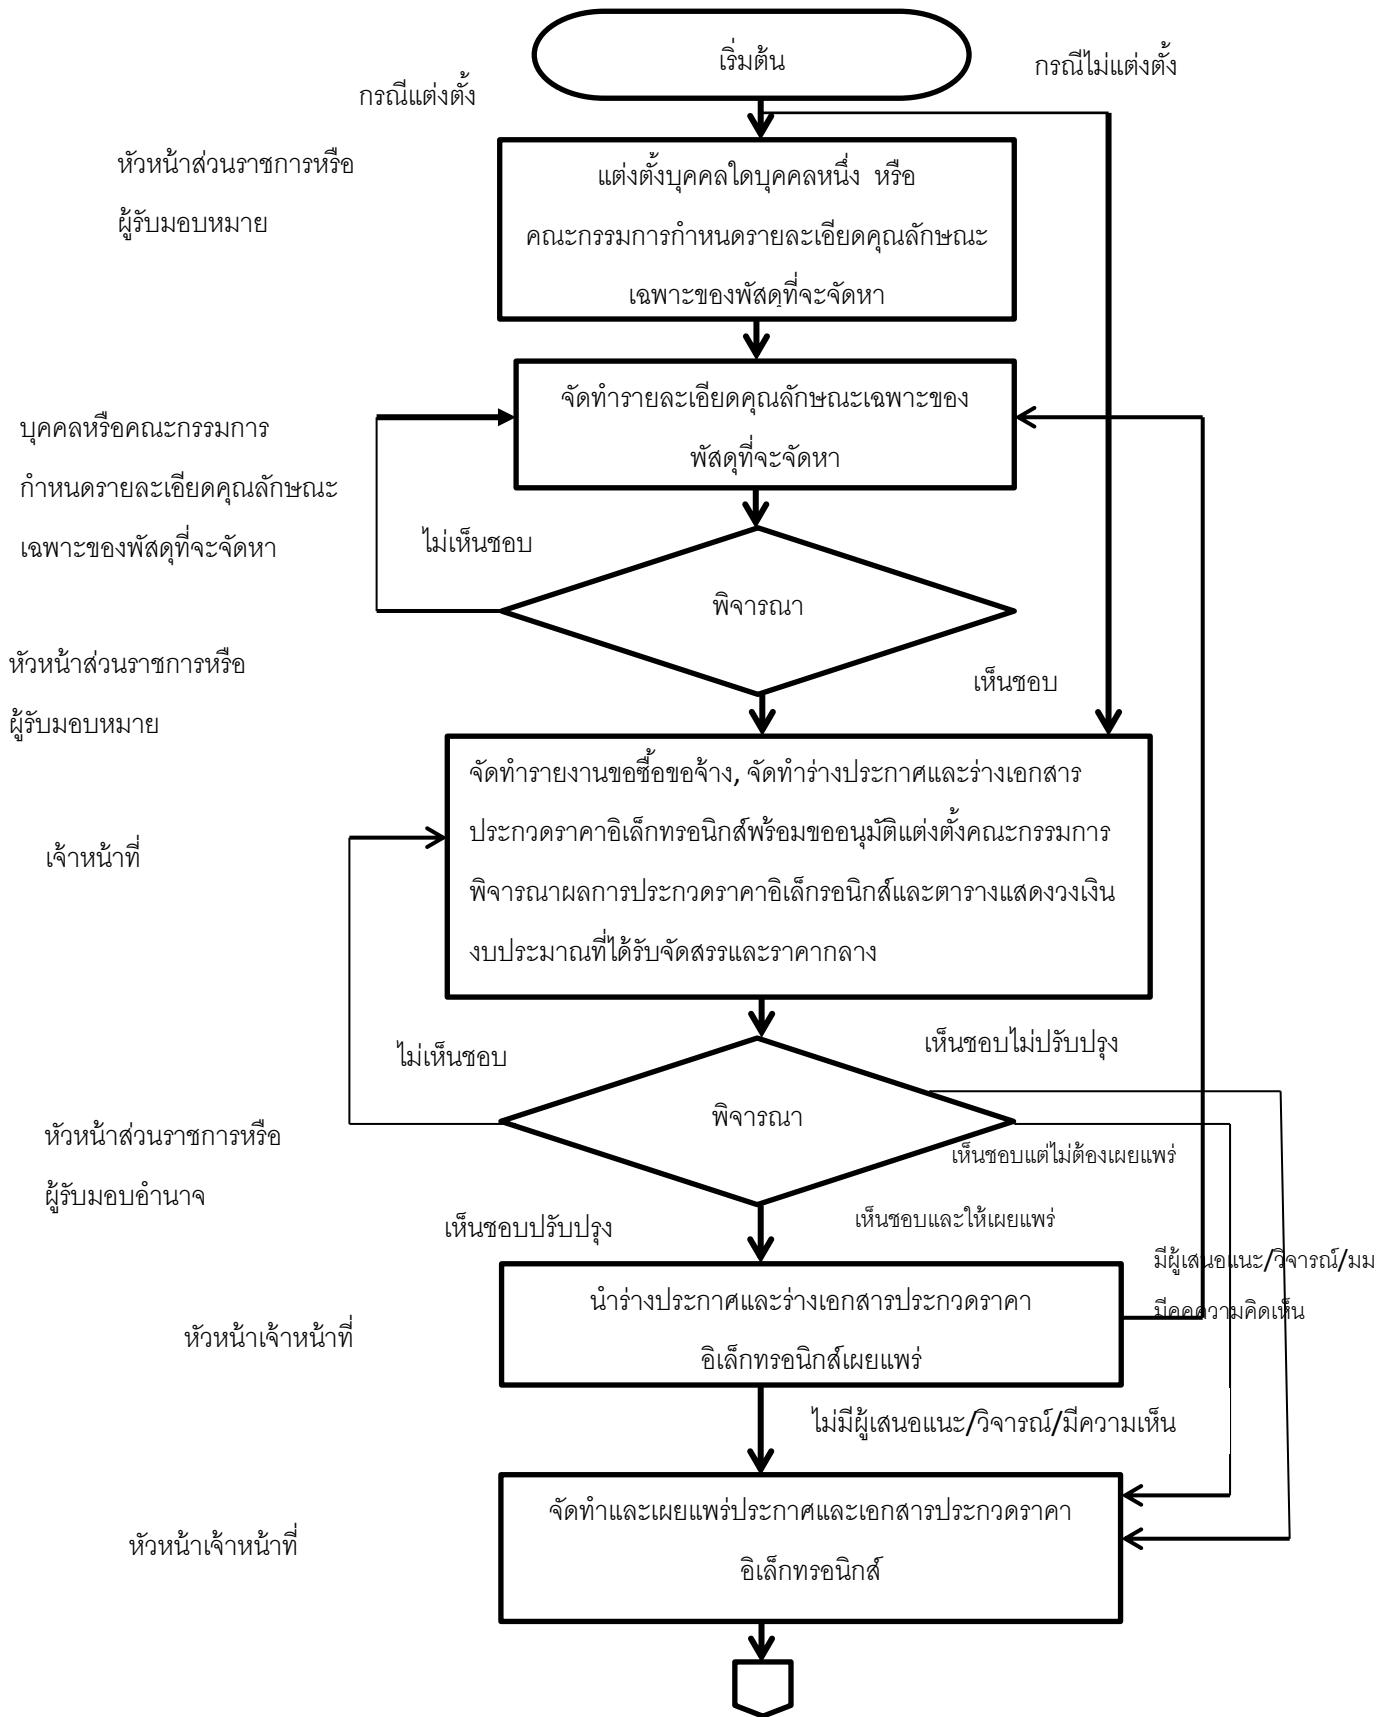 เริ่มต้น
กรณีไม่แต่งตั้ง
กรณีแต่งตั้ง
หัวหน้าส่วนราชการหรือ
ผู้รับมอบหมาย
แต่งตั้งบุคคลใดบุคคลหนึ่ง หรือ
คณะกรรมการกำหนดรายละเอียดคุณลักษณะ
เฉพาะของพัสดุที่จะจัดหา
จัดทำรายละเอียดคุณลักษณะเฉพาะของ
พัสดุที่จะจัดหา
บุคคลหรือคณะกรรมการ
กำหนดรายละเอียดคุณลักษณะ
เฉพาะของพัสดุที่จะจัดหา
ไม่เห็นชอบ
พิจารณา
หัวหน้าส่วนราชการหรือ
ผู้รับมอบหมาย
เห็นชอบ
จัดทำรายงานขอซื้อขอจ้าง, จัดทำร่างประกาศและร่างเอกสาร
ประกวดราคาอิเล็กทรอนิกส์พร้อมขออนุมัติแต่งตั้งคณะกรรมการ
พิจารณาผลการประกวดราคาอิเล็กรอนิกส์และตารางแสดงวงเงิน
งบประมาณที่ได้รับจัดสรรและราคากลาง
เจ้าหน้าที่
ไม่เห็นชอบ
เห็นชอบไม่ปรับปรุง
พิจารณา
หัวหน้าส่วนราชการหรือ
ผู้รับมอบอำนาจ
เห็นชอบแต่ไม่ต้องเผยแพร่
เห็นชอบปรับปรุง
เห็นชอบและให้เผยแพร่
มีผู้เสนอแนะ/วิจารณ์/มม
มีคคความคิดเห็น
นำร่างประกาศและร่างเอกสารประกวดราคา
อิเล็กทรอนิกส์เผยแพร่
หัวหน้าเจ้าหน้าที่
ไม่มีผู้เสนอแนะ/วิจารณ์/มีความเห็น
จัดทำและเผยแพร่ประกาศและเอกสารประกวดราคา
อิเล็กทรอนิกส์
หัวหน้าเจ้าหน้าที่